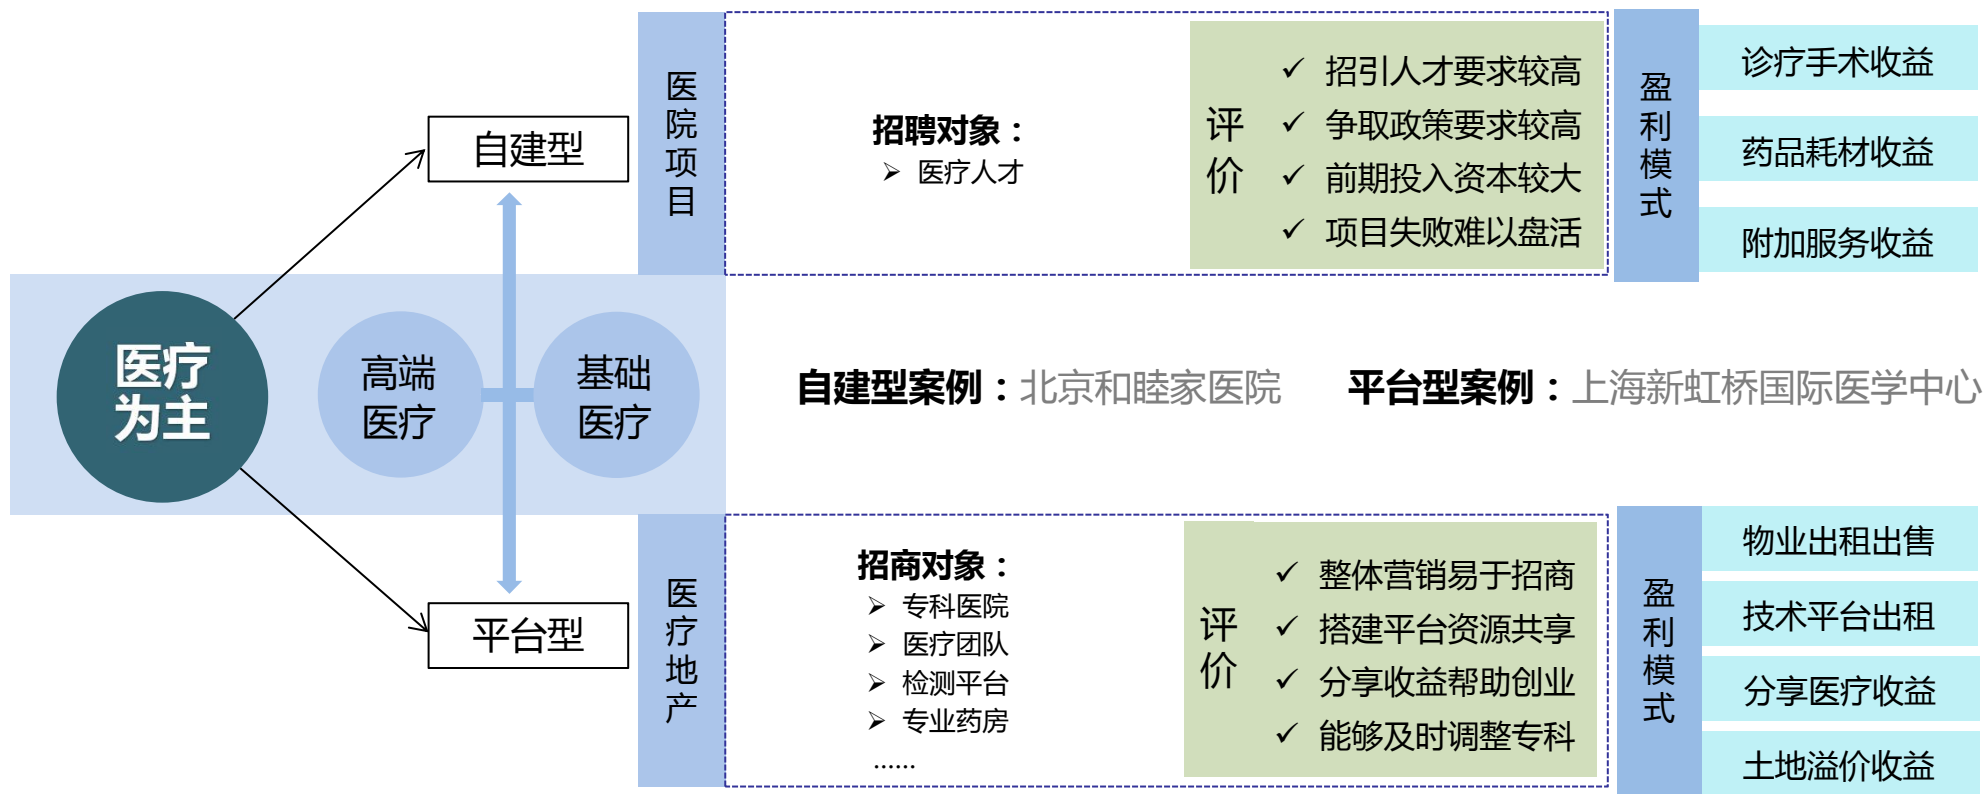 医疗
为主
高端
医疗
基础
医疗
自建型
医院项目
招聘对象：
➢ 医疗人才
评价
✓ 招引人才要求较高
✓ 争取政策要求较高
✓ 前期投入资本较大
✓ 项目失败难以盘活
盈利模式
诊疗手术收益
药品耗材收益
附加服务收益
自建型案例：北京和睦家医院
平台型案例：上海新虹桥国际医学中心
平台型
医疗地产
招商对象：
➢ 专科医院
➢ 医疗团队
➢ 检测平台
➢ 专业药房
......
评价
✓ 整体营销易于招商
✓ 搭建平台资源共享
✓ 分享收益帮助创业
✓ 能够及时调整专科
盈利模式
物业出租出售
技术平台出租
分享医疗收益
土地溢价收益